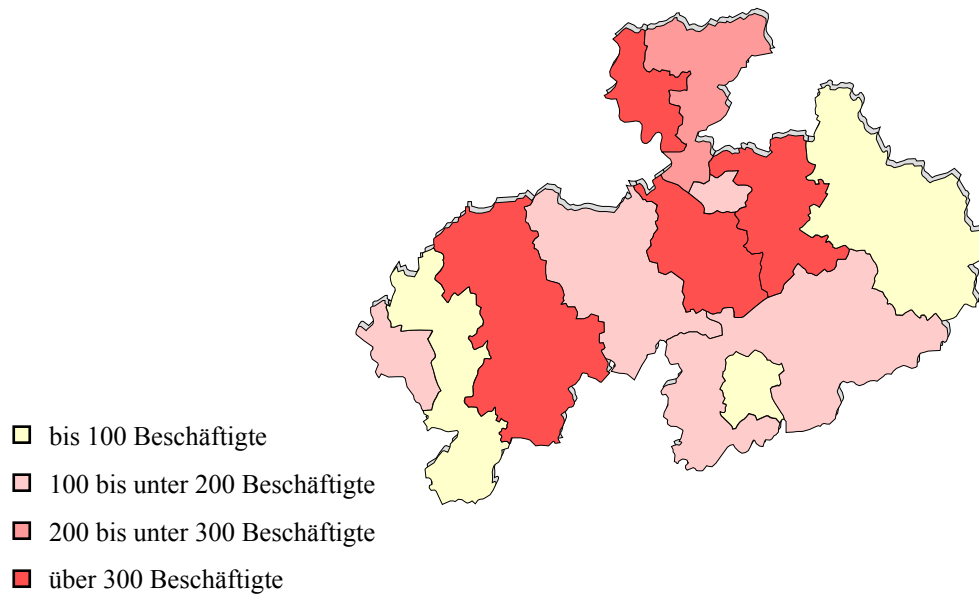 bis 100 Beschäftigte
100 bis unter 200 Beschäftigte
200 bis unter 300 Beschäftigte
über 300 Beschäftigte